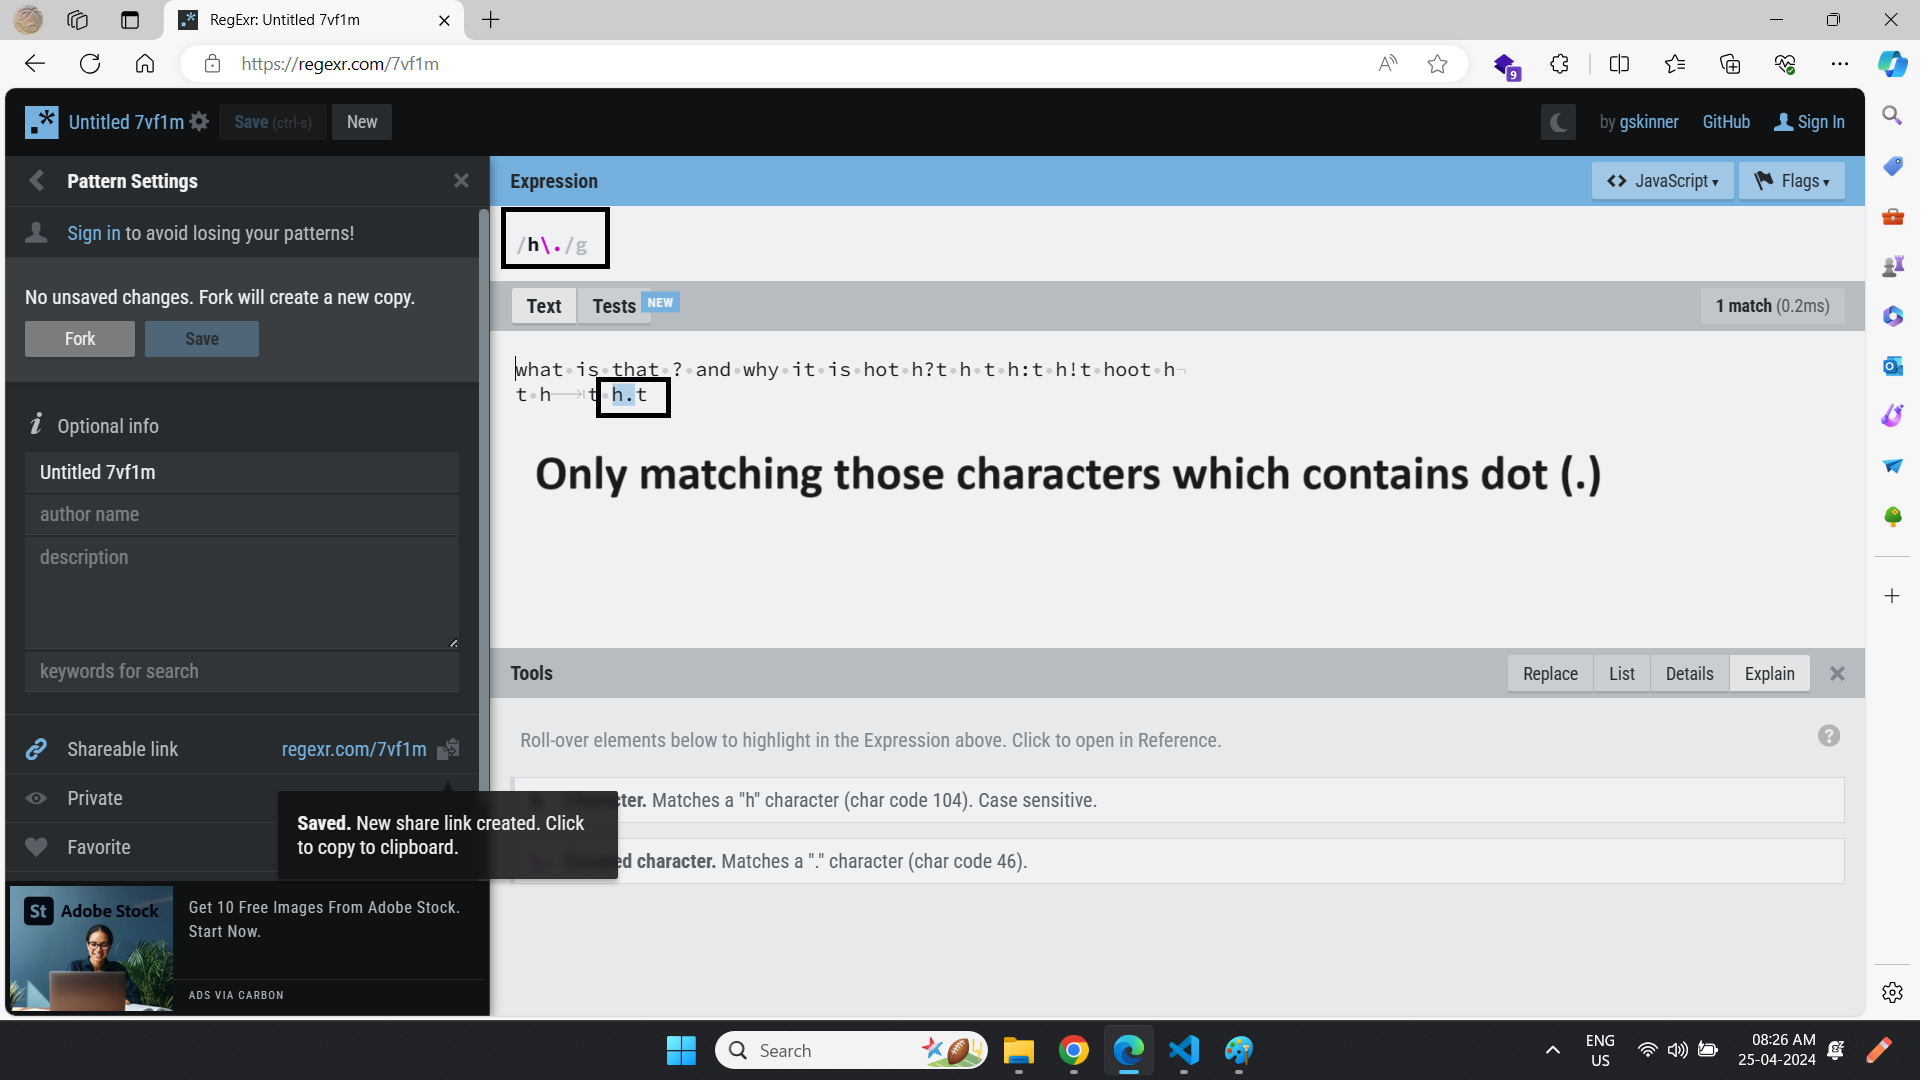 RegExr: Untitled 7vf1m
https://regexr.com/7vf1m
9
.*
Untitled 7vf1m
Save (ctrl-s)
New
by gskinner
GitHub
Sign In
Pattern Settings
Sign in to avoid losing your patterns!
No unsaved changes. Fork will create a new copy.
Fork
Save
Optional info
Untitled 7vf1m
author name
description
keywords for search
Shareable link
regexr.com/7vf1m
Private
Favorite
Saved. New share link created. Click
to copy to clipboard.
St Adobe Stock
Get 10 Free Images From Adobe Stock.
Start Now.
ADS VIA CARBON
Expression
<> JavaScript
Flags
/h\./g
Text
Tests
NEW
1 match (0.2ms)
what is that ? and why it is hot h?t h t h:t h!t hoot h
t h	t h.t
Only matching those characters which contains dot (.)
Tools
Replace
List
Details
Explain
Roll-over elements below to highlight in the Expression above. Click to open in Reference.
?
ter. Matches a "h" character (char code 104). Case sensitive.
ed character. Matches a "." character (char code 46).
Search
ENG
US
08:26 AM
25-04-2024